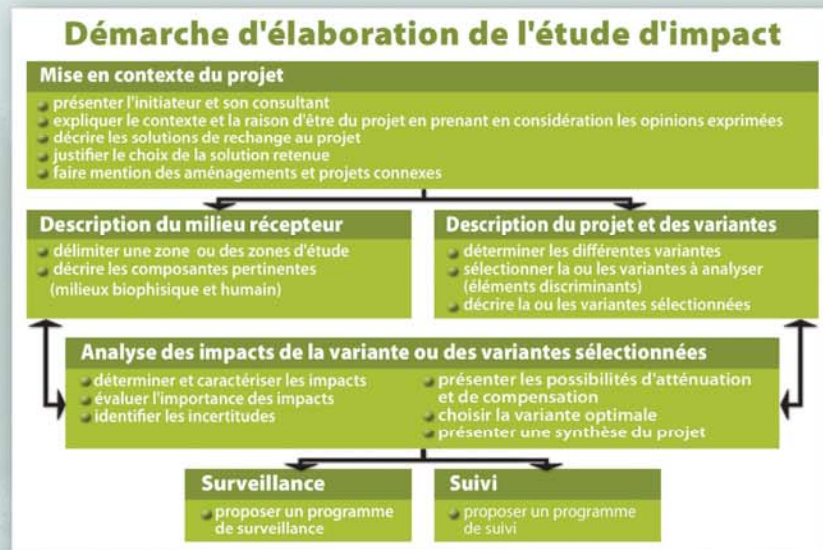 Démarche d'élaboration de l'étude d'impact
Mise en contexte du projet
présenter l'initiateur et son consultant
expliquer le contexte et la raison d'être du projet en prenant en considération les opinions exprimées
décrire les solutions de rechange au projet
justifier le choix de la solution retenue
faire mention des aménagements et projets connexes
Description du milieu récepteur
délimiter une zone ou des zones d'étude
décrire les composantes pertinentes
(milieux biophisique et humain)
Description du projet et des variantes
déterminer les différentes variantes
sélectionner la ou les variantes à analyser
(éléments discriminants)
décrire la ou les variantes sélectionnées
Analyse des impacts de la variante ou des variantes sélectionnées
déterminer et caractériser les impacts
évaluer l'importance des impacts
identifier les incertitudes
présenter les possibilités d'atténuation
et de compensation
choisir la variante optimale
présenter une synthèse du projet
Surveillance
proposer un programme
de surveillance
Suivi
proposer un programme
de suivi